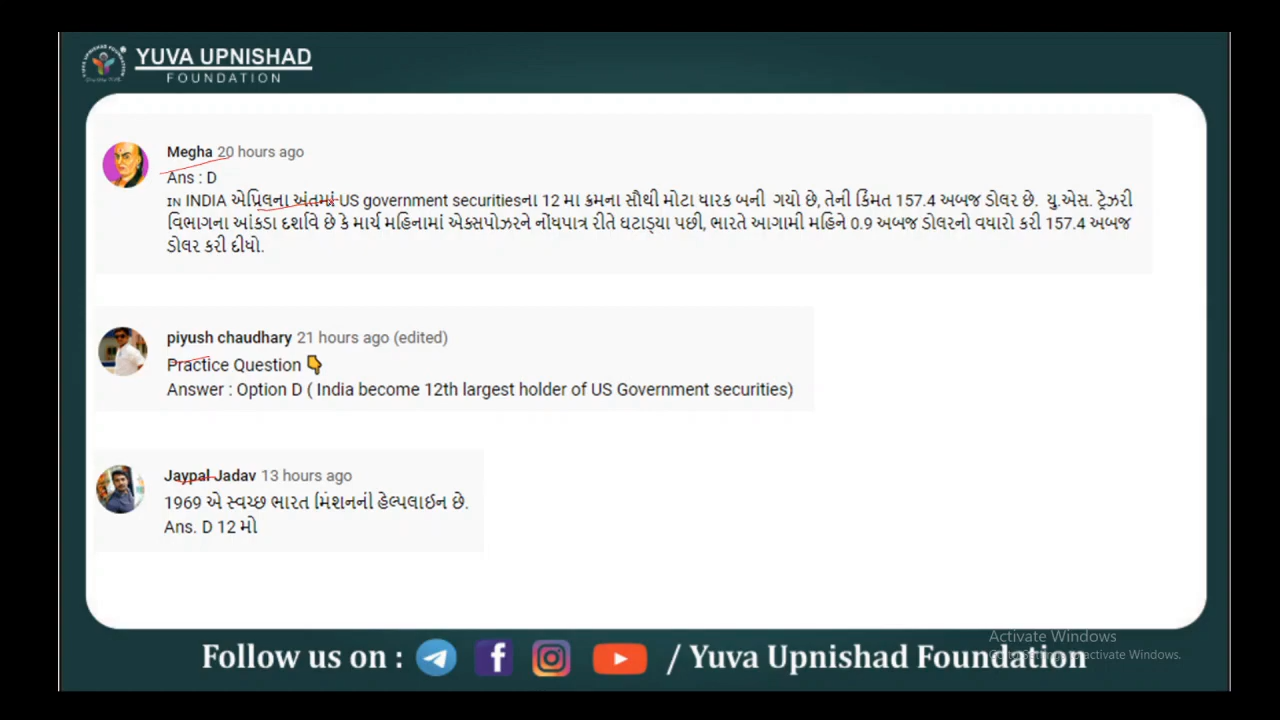 YUVA UPNISHAD
FOUNDATION
Megha 20 hours ago
Ans : D
IN INDIA એપ્રિલના અંતમાં US government securitiesના 12 મા ક્રમના સૌથી મોટા ધારક બની ગયો છે, તેની કિંમત 157.4 અબજ ડોલર છે. યુ.એસ. ટ્રેઝરી
વિભાગના આંકડા દર્શાવે છે કે માર્ચ મહિનામાં એક્સપોઝરને નોંધપાત્ર રીતે ઘટાડ્યા પછી, ભારતે આગામી મહિને 0.9 અબજ ડોલરનો વધારો કરી 157.4 અબજ
ડોલર કરી દીધો.
piyush chaudhary 21 hours ago (edited)
Practice Question 👇
Answer : Option D ( India become 12th largest holder of US Government securities)
Jaypal Jadav 13 hours ago
1969 એ સ્વચ્છ ભારત મિશનની હેલ્પલાઈન છે.
Ans. D 12 મો
Activate Windows
Follow us on : / Yuva Upnishad Foundation